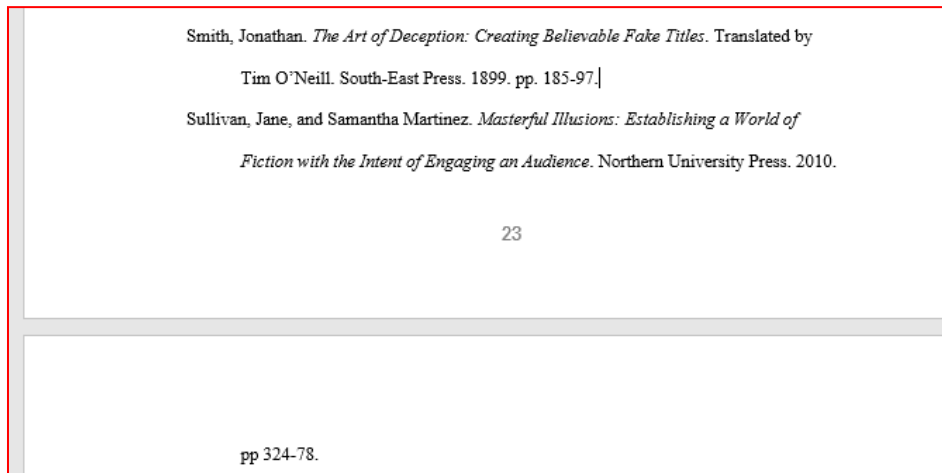 Smith, Jonathan. The Art of Deception: Creating Believable Fake Titles. Translated by
Tim O’Neill. South-East Press. 1899. pp. 185-97.
Sullivan, Jane, and Samantha Martinez. Masterful Illusions: Establishing a World of
Fiction with the Intent of Engaging an Audience. Northern University Press. 2010.
23
pp 324-78.